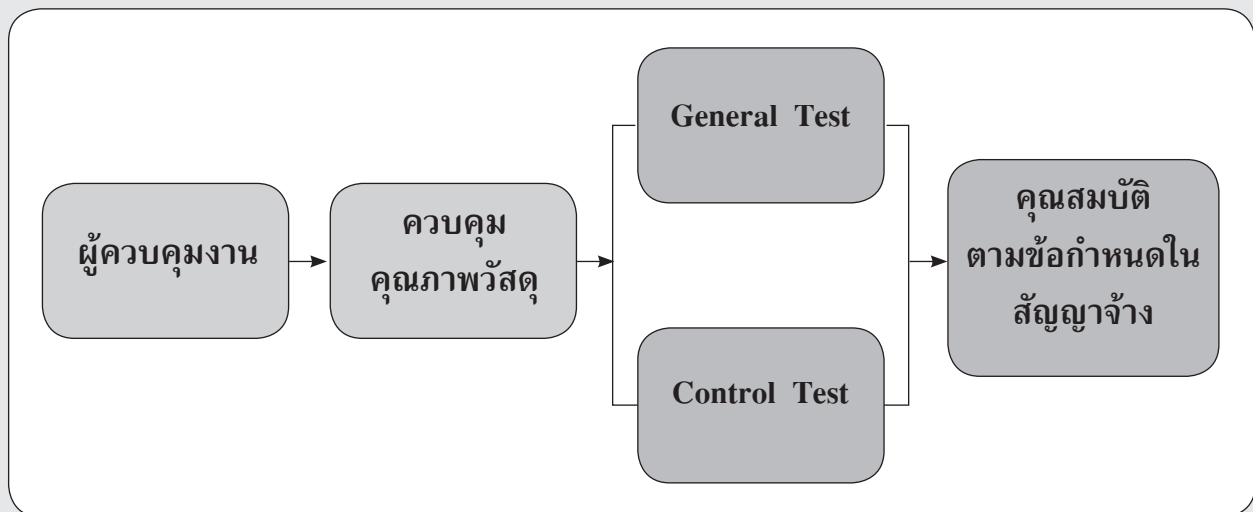 ผู้ควบคุมงาน
ควบคุม
คุณภาพวัสดุ
General Test
Control Test
คุณสมบัติ
ตามข้อกำหนดใน
สัญญาจ้าง